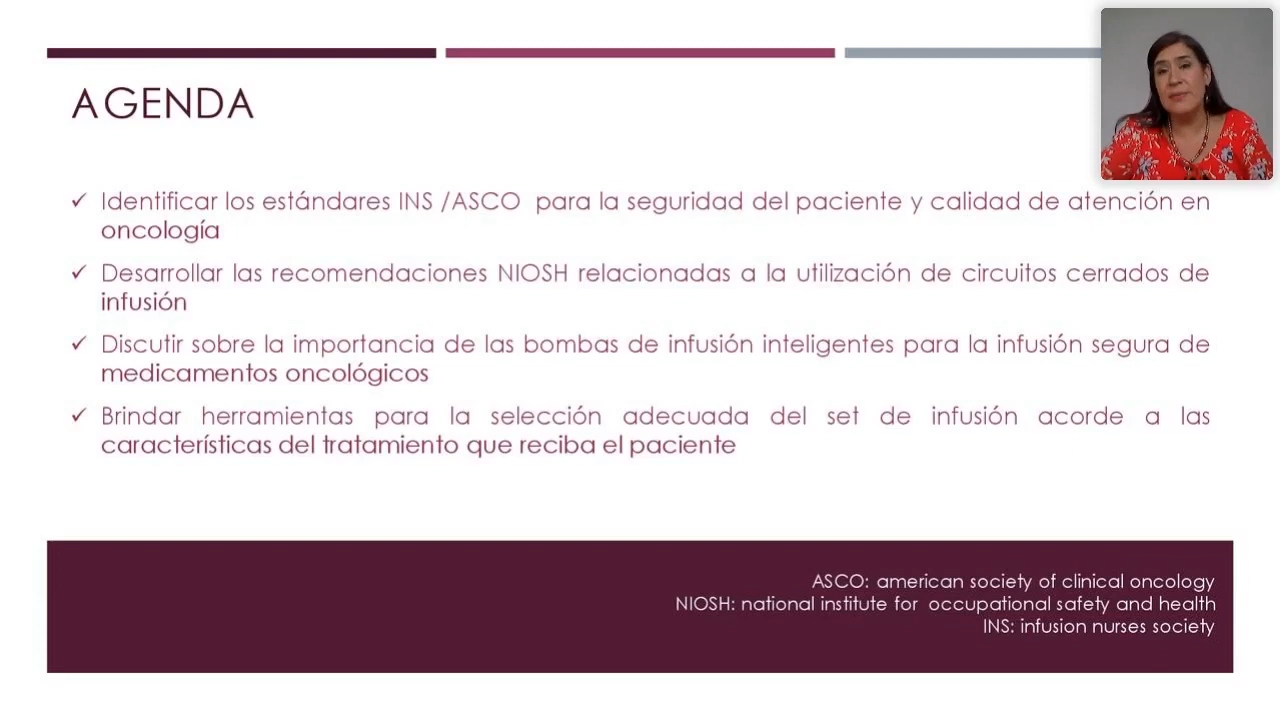 AGENDA
✓ Identificar los estándares INS /ASCO para la seguridad del paciente y calidad de atención en
oncología
✓ Desarrollar las recomendaciones NIOSH relacionadas a la utilización de circuitos cerrados de
infusión
✓ Discutir sobre la importancia de las bombas de infusión inteligentes para la infusión segura de
medicamentos oncológicos
✓ Brindar herramientas para la selección adecuada del set de infusión acorde a las
características del tratamiento que reciba el paciente
ASCO: american society of clinical oncology
NIOSH: national institute for occupational safety and health
INS: infusion nurses society